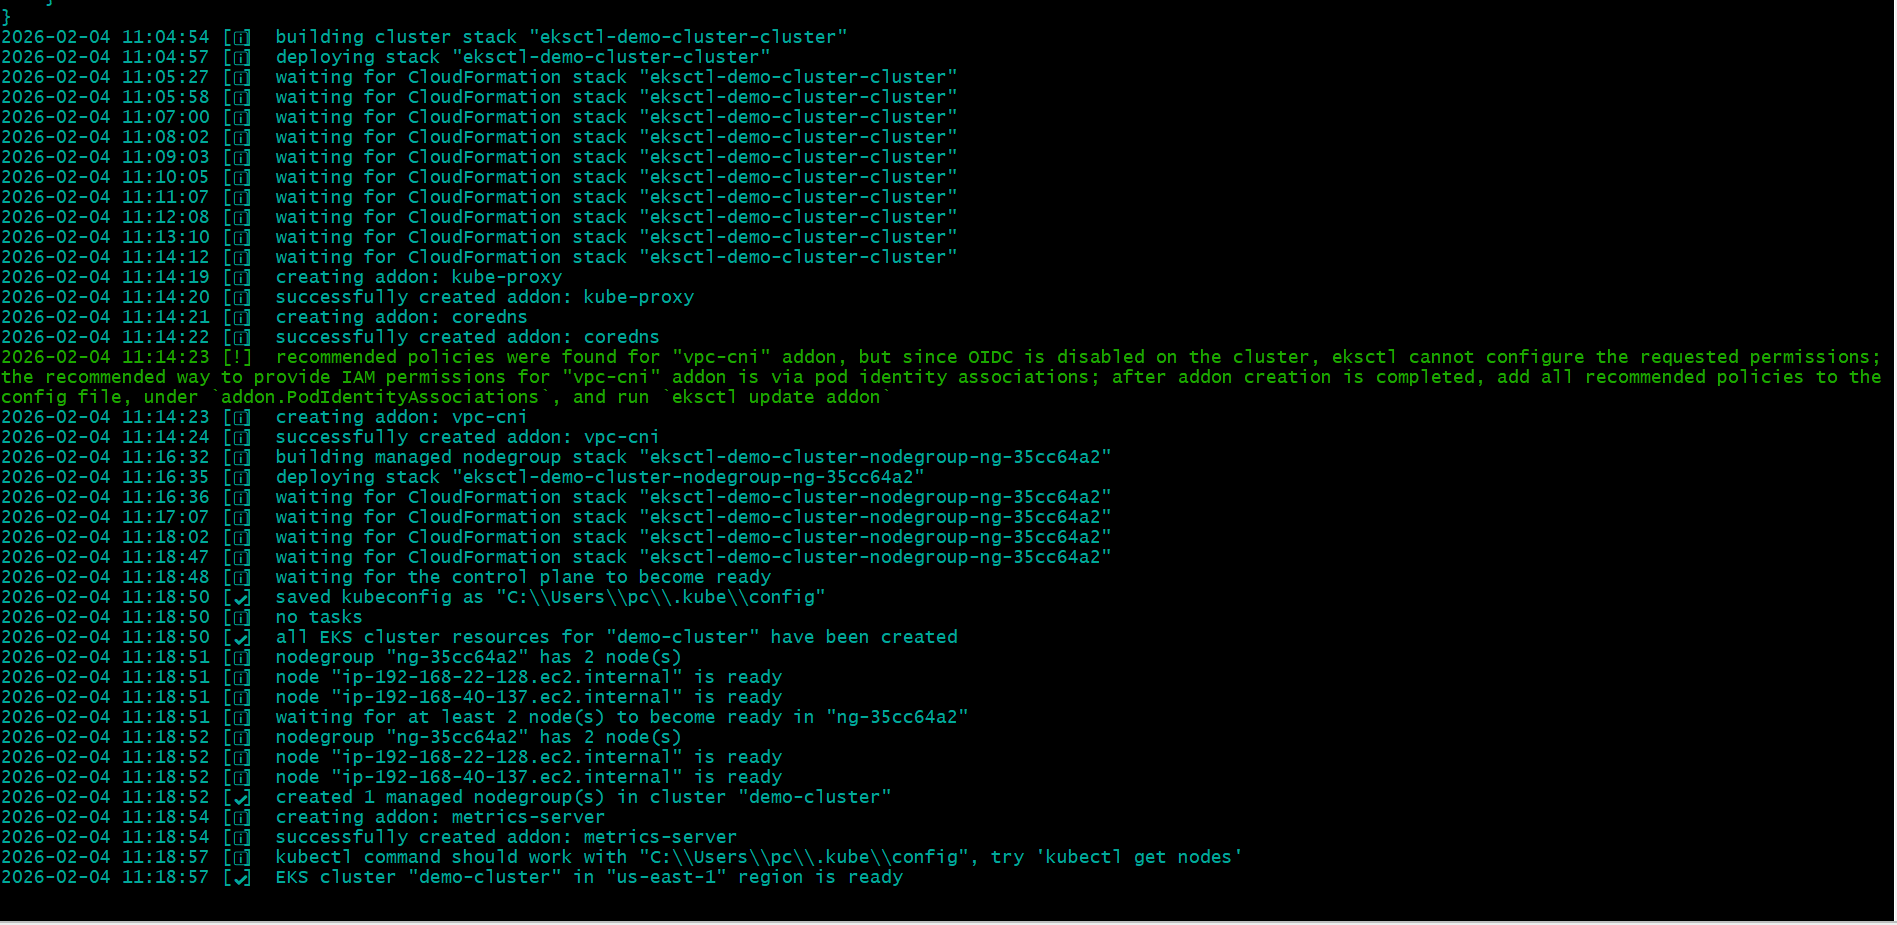 }
2026-02-04 11:04:54 [ℹ]  building cluster stack "eksctl-demo-cluster-cluster"
2026-02-04 11:04:57 [ℹ]  deploying stack "eksctl-demo-cluster-cluster"
2026-02-04 11:05:27 [ℹ]  waiting for CloudFormation stack "eksctl-demo-cluster-cluster"
2026-02-04 11:05:58 [ℹ]  waiting for CloudFormation stack "eksctl-demo-cluster-cluster"
2026-02-04 11:07:00 [ℹ]  waiting for CloudFormation stack "eksctl-demo-cluster-cluster"
2026-02-04 11:08:02 [ℹ]  waiting for CloudFormation stack "eksctl-demo-cluster-cluster"
2026-02-04 11:09:03 [ℹ]  waiting for CloudFormation stack "eksctl-demo-cluster-cluster"
2026-02-04 11:10:05 [ℹ]  waiting for CloudFormation stack "eksctl-demo-cluster-cluster"
2026-02-04 11:11:07 [ℹ]  waiting for CloudFormation stack "eksctl-demo-cluster-cluster"
2026-02-04 11:12:08 [ℹ]  waiting for CloudFormation stack "eksctl-demo-cluster-cluster"
2026-02-04 11:13:10 [ℹ]  waiting for CloudFormation stack "eksctl-demo-cluster-cluster"
2026-02-04 11:14:12 [ℹ]  waiting for CloudFormation stack "eksctl-demo-cluster-cluster"
2026-02-04 11:14:19 [ℹ]  creating addon: kube-proxy
2026-02-04 11:14:20 [ℹ]  successfully created addon: kube-proxy
2026-02-04 11:14:21 [ℹ]  creating addon: coredns
2026-02-04 11:14:22 [ℹ]  successfully created addon: coredns
2026-02-04 11:14:23 [!]  recommended policies were found for "vpc-cni" addon, but since OIDC is disabled on the cluster, eksctl cannot configure the requested permissions;
the recommended way to provide IAM permissions for "vpc-cni" addon is via pod identity associations; after addon creation is completed, add all recommended policies to the
config file, under `addon.PodIdentityAssociations`, and run `eksctl update addon`
2026-02-04 11:14:23 [ℹ]  creating addon: vpc-cni
2026-02-04 11:14:24 [ℹ]  successfully created addon: vpc-cni
2026-02-04 11:16:32 [ℹ]  building managed nodegroup stack "eksctl-demo-cluster-nodegroup-ng-35cc64a2"
2026-02-04 11:16:35 [ℹ]  deploying stack "eksctl-demo-cluster-nodegroup-ng-35cc64a2"
2026-02-04 11:16:36 [ℹ]  waiting for CloudFormation stack "eksctl-demo-cluster-nodegroup-ng-35cc64a2"
2026-02-04 11:17:07 [ℹ]  waiting for CloudFormation stack "eksctl-demo-cluster-nodegroup-ng-35cc64a2"
2026-02-04 11:18:02 [ℹ]  waiting for CloudFormation stack "eksctl-demo-cluster-nodegroup-ng-35cc64a2"
2026-02-04 11:18:47 [ℹ]  waiting for CloudFormation stack "eksctl-demo-cluster-nodegroup-ng-35cc64a2"
2026-02-04 11:18:48 [ℹ]  waiting for the control plane to become ready
2026-02-04 11:18:50 [✔]  saved kubeconfig as "C:\\Users\\pc\\.kube\\config"
2026-02-04 11:18:50 [ℹ]  no tasks
2026-02-04 11:18:50 [✔]  all EKS cluster resources for "demo-cluster" have been created
2026-02-04 11:18:51 [ℹ]  nodegroup "ng-35cc64a2" has 2 node(s)
2026-02-04 11:18:51 [ℹ]  node "ip-192-168-22-128.ec2.internal" is ready
2026-02-04 11:18:51 [ℹ]  node "ip-192-168-40-137.ec2.internal" is ready
2026-02-04 11:18:51 [ℹ]  waiting for at least 2 node(s) to become ready in "ng-35cc64a2"
2026-02-04 11:18:52 [ℹ]  nodegroup "ng-35cc64a2" has 2 node(s)
2026-02-04 11:18:52 [ℹ]  node "ip-192-168-22-128.ec2.internal" is ready
2026-02-04 11:18:52 [ℹ]  node "ip-192-168-40-137.ec2.internal" is ready
2026-02-04 11:18:52 [✔]  created 1 managed nodegroup(s) in cluster "demo-cluster"
2026-02-04 11:18:54 [ℹ]  creating addon: metrics-server
2026-02-04 11:18:54 [ℹ]  successfully created addon: metrics-server
2026-02-04 11:18:57 [ℹ]  kubectl command should work with "C:\\Users\\pc\\.kube\\config", try 'kubectl get nodes'
2026-02-04 11:18:57 [✔]  EKS cluster "demo-cluster" in "us-east-1" region is ready